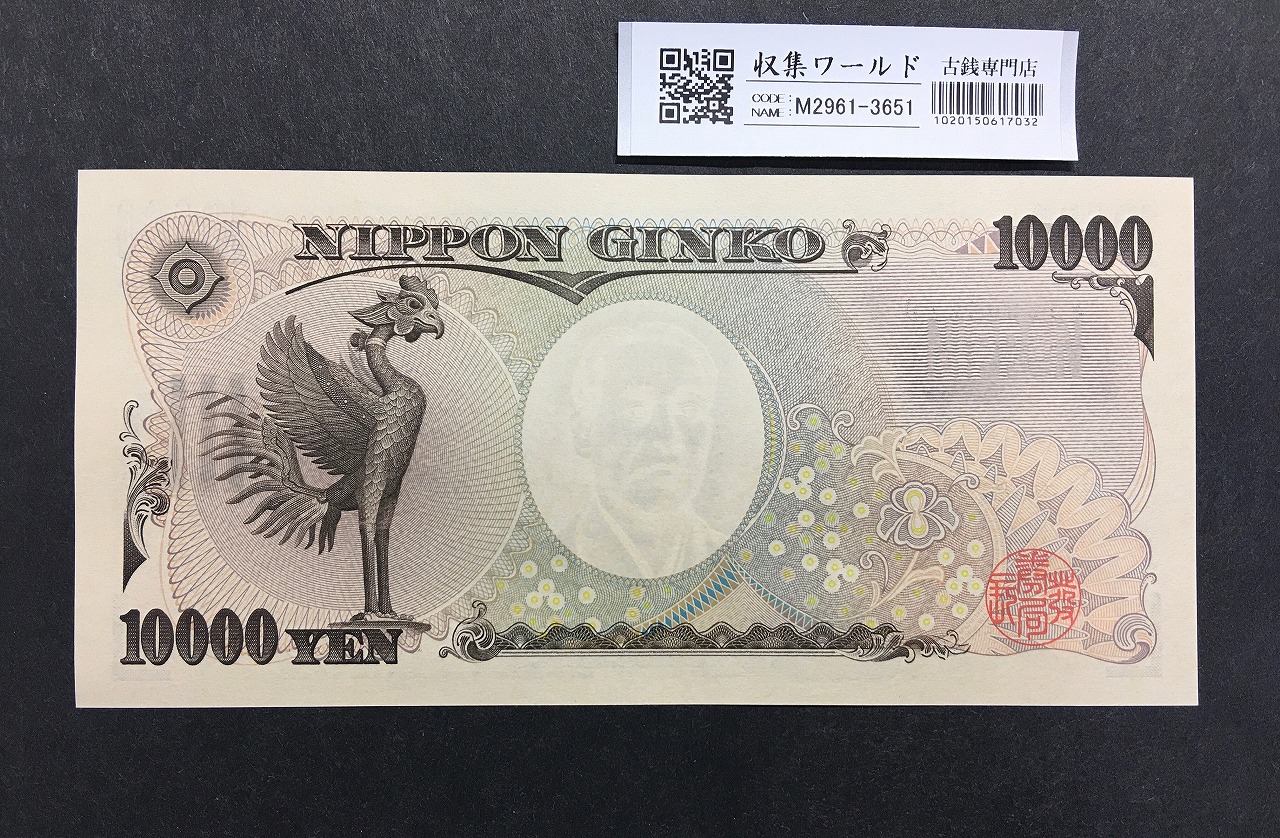 収集ワールド 古銭専門店
CODE:
NAME: M2961-3651
1020150617032
NIPPON GINKO
10000
10000 YEN